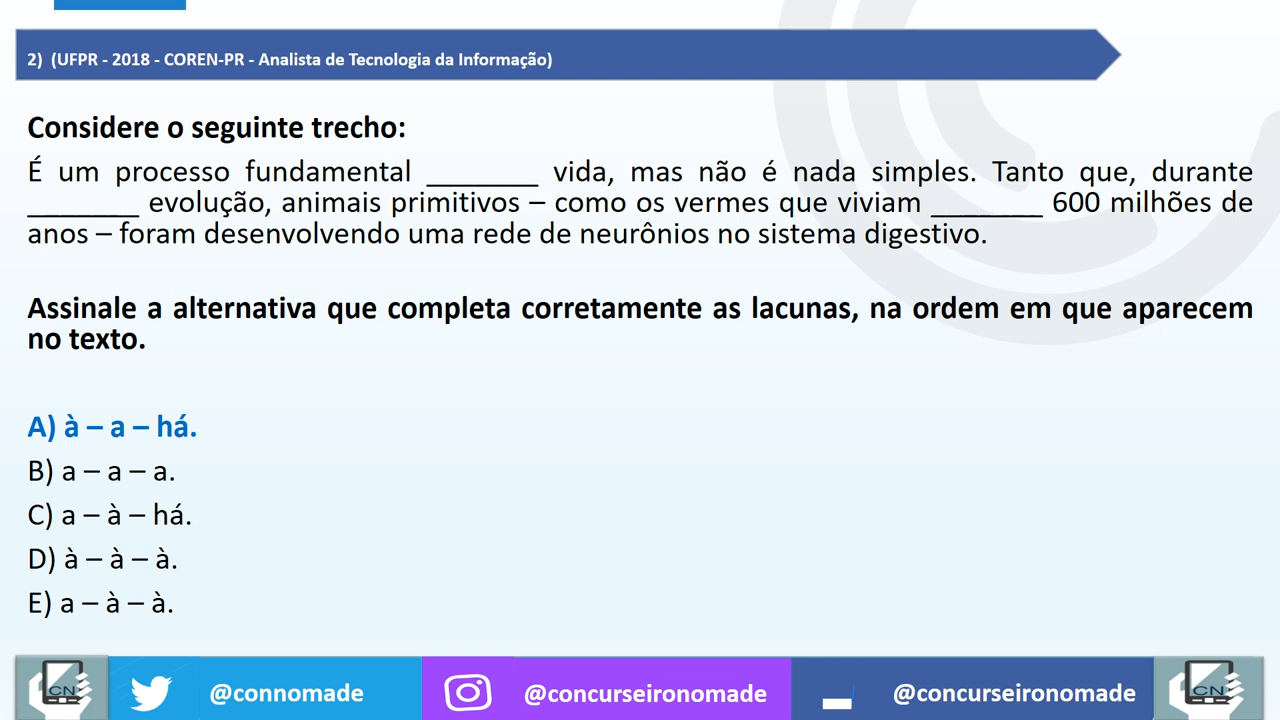 2) (UFPR - 2018 - COREN-PR - Analista de Tecnologia da Informação)
Considere o seguinte trecho:
É um processo fundamental _______ vida, mas não é nada simples. Tanto que, durante
_______ evolução, animais primitivos – como os vermes que viviam _______ 600 milhões de
anos – foram desenvolvendo uma rede de neurônios no sistema digestivo.
Assinale a alternativa que completa corretamente as lacunas, na ordem em que aparecem
no texto.
A) à – a – há.
B) a – a – a.
C) a – à – há.
D) à – à – à.
E) a – à – à.
CN @connomade @concurseironomade @concurseironomade CN